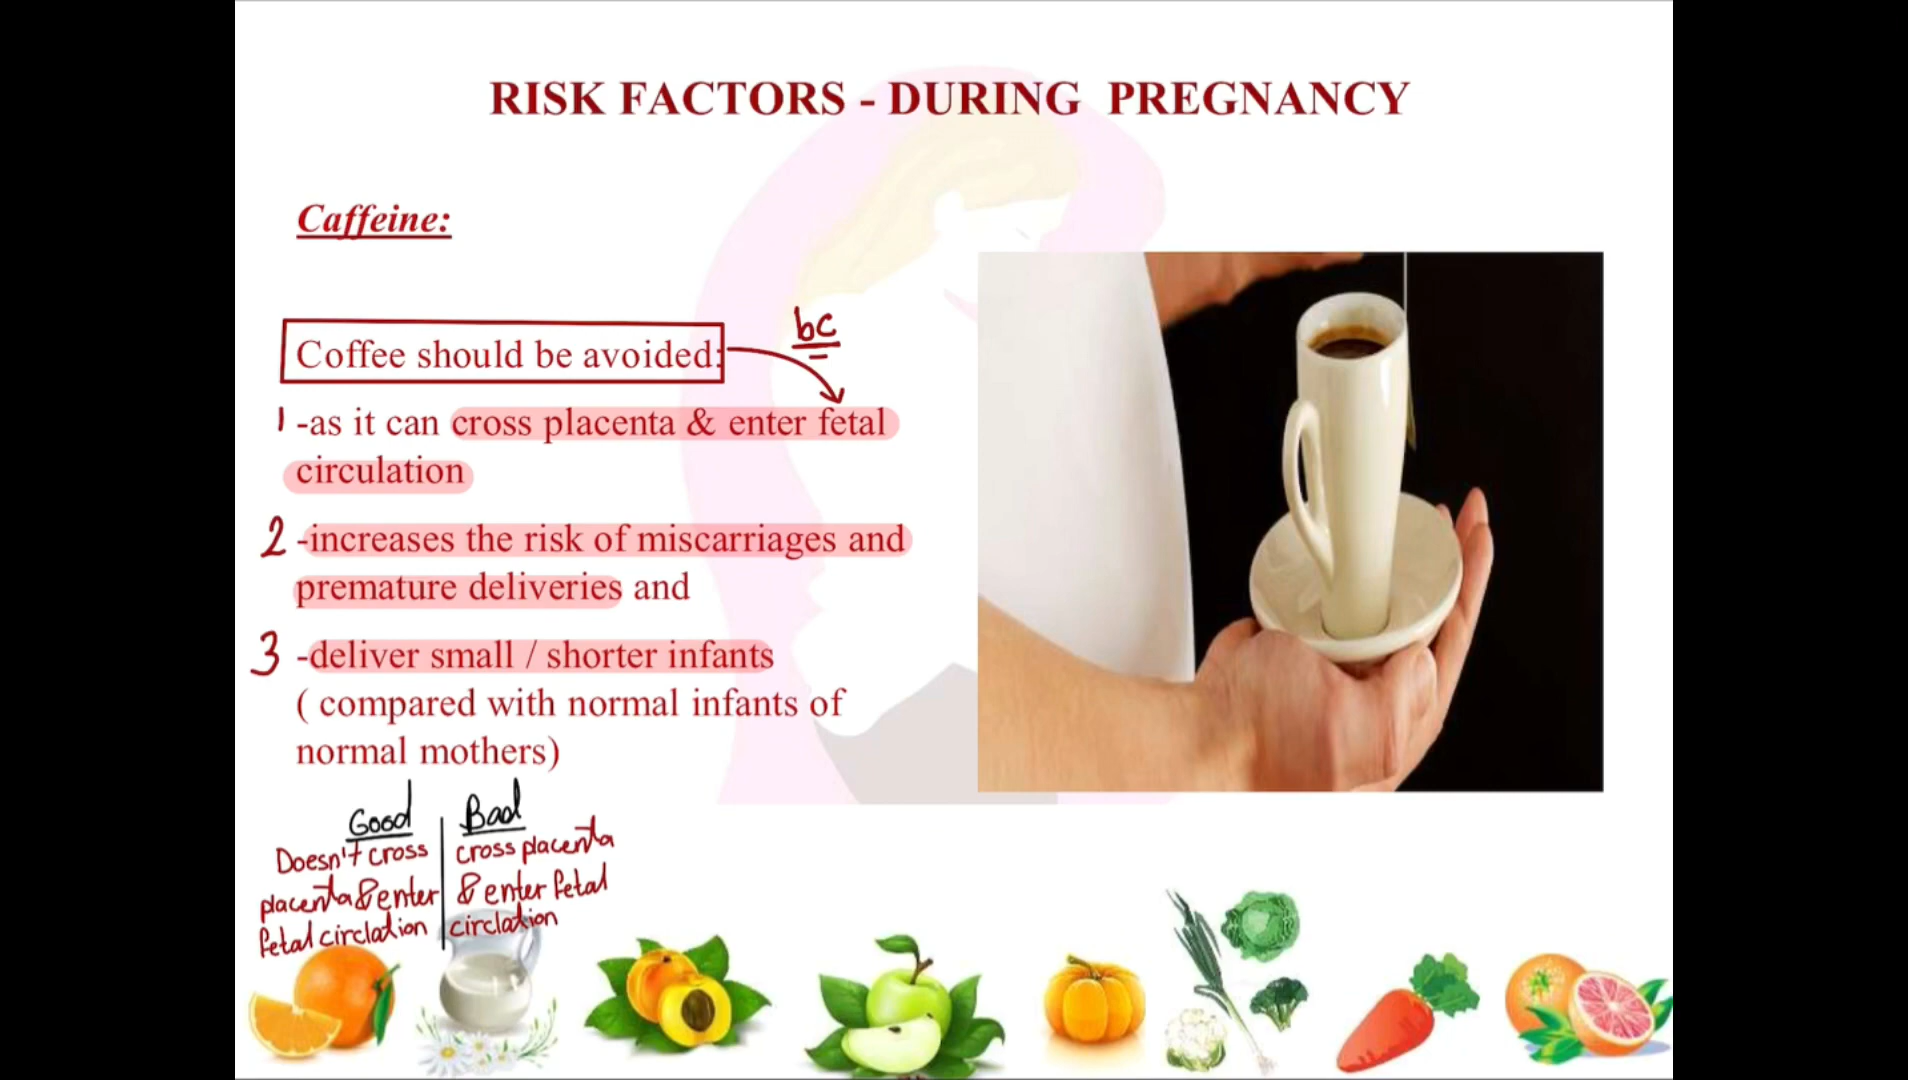 RISK FACTORS - DURING PREGNANCY
Caffeine:
bc
Coffee should be avoided:
1 -as it can cross placenta & enter fetal
circulation
2 -increases the risk of miscarriages and
premature deliveries and
3 -deliver small / shorter infants
( compared with normal infants of
normal mothers)
Good
Doesn't cross
placenta & enter
fetal circlation
Bad
cross placenta
& enter fetal
circlation